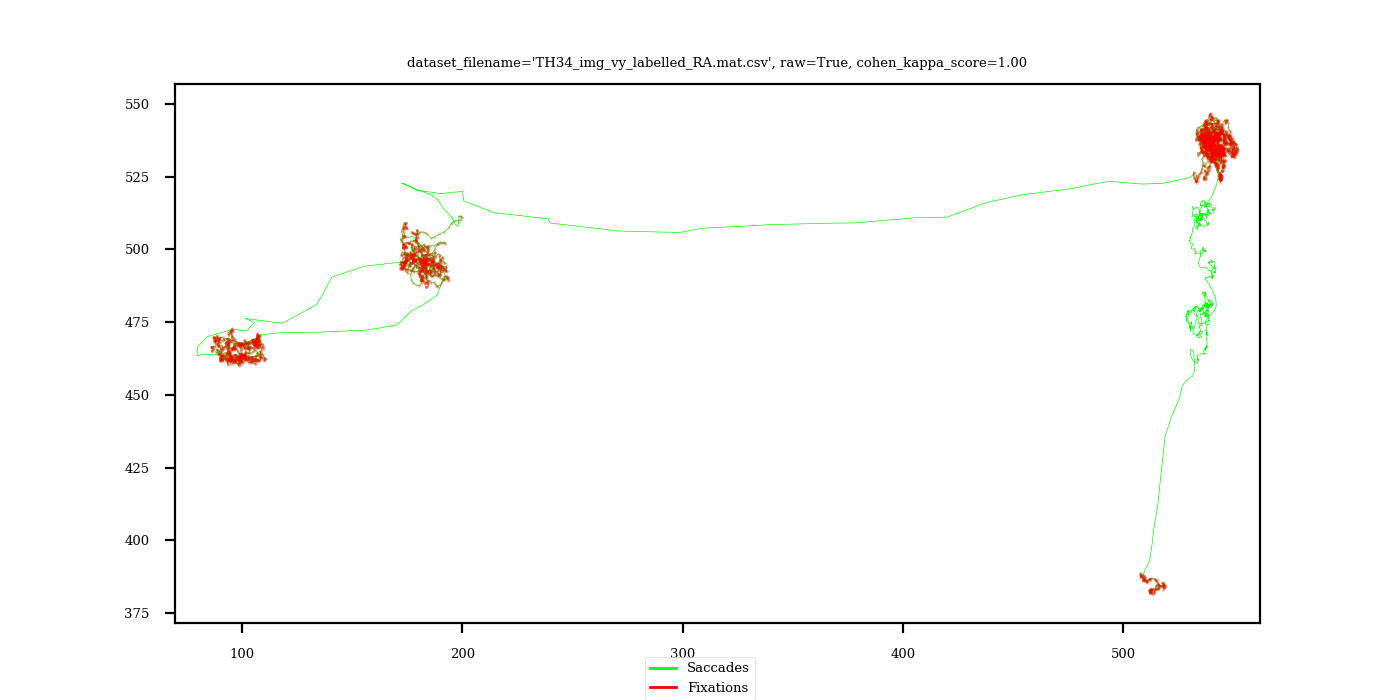 dataset_filename='TH34_img_vy_labelled_RA.mat.csv', raw=True, cohen_kappa_score=1.00
550
525
500
475
450
425
400
375
100 200 300 400 500
Saccades
Fixations